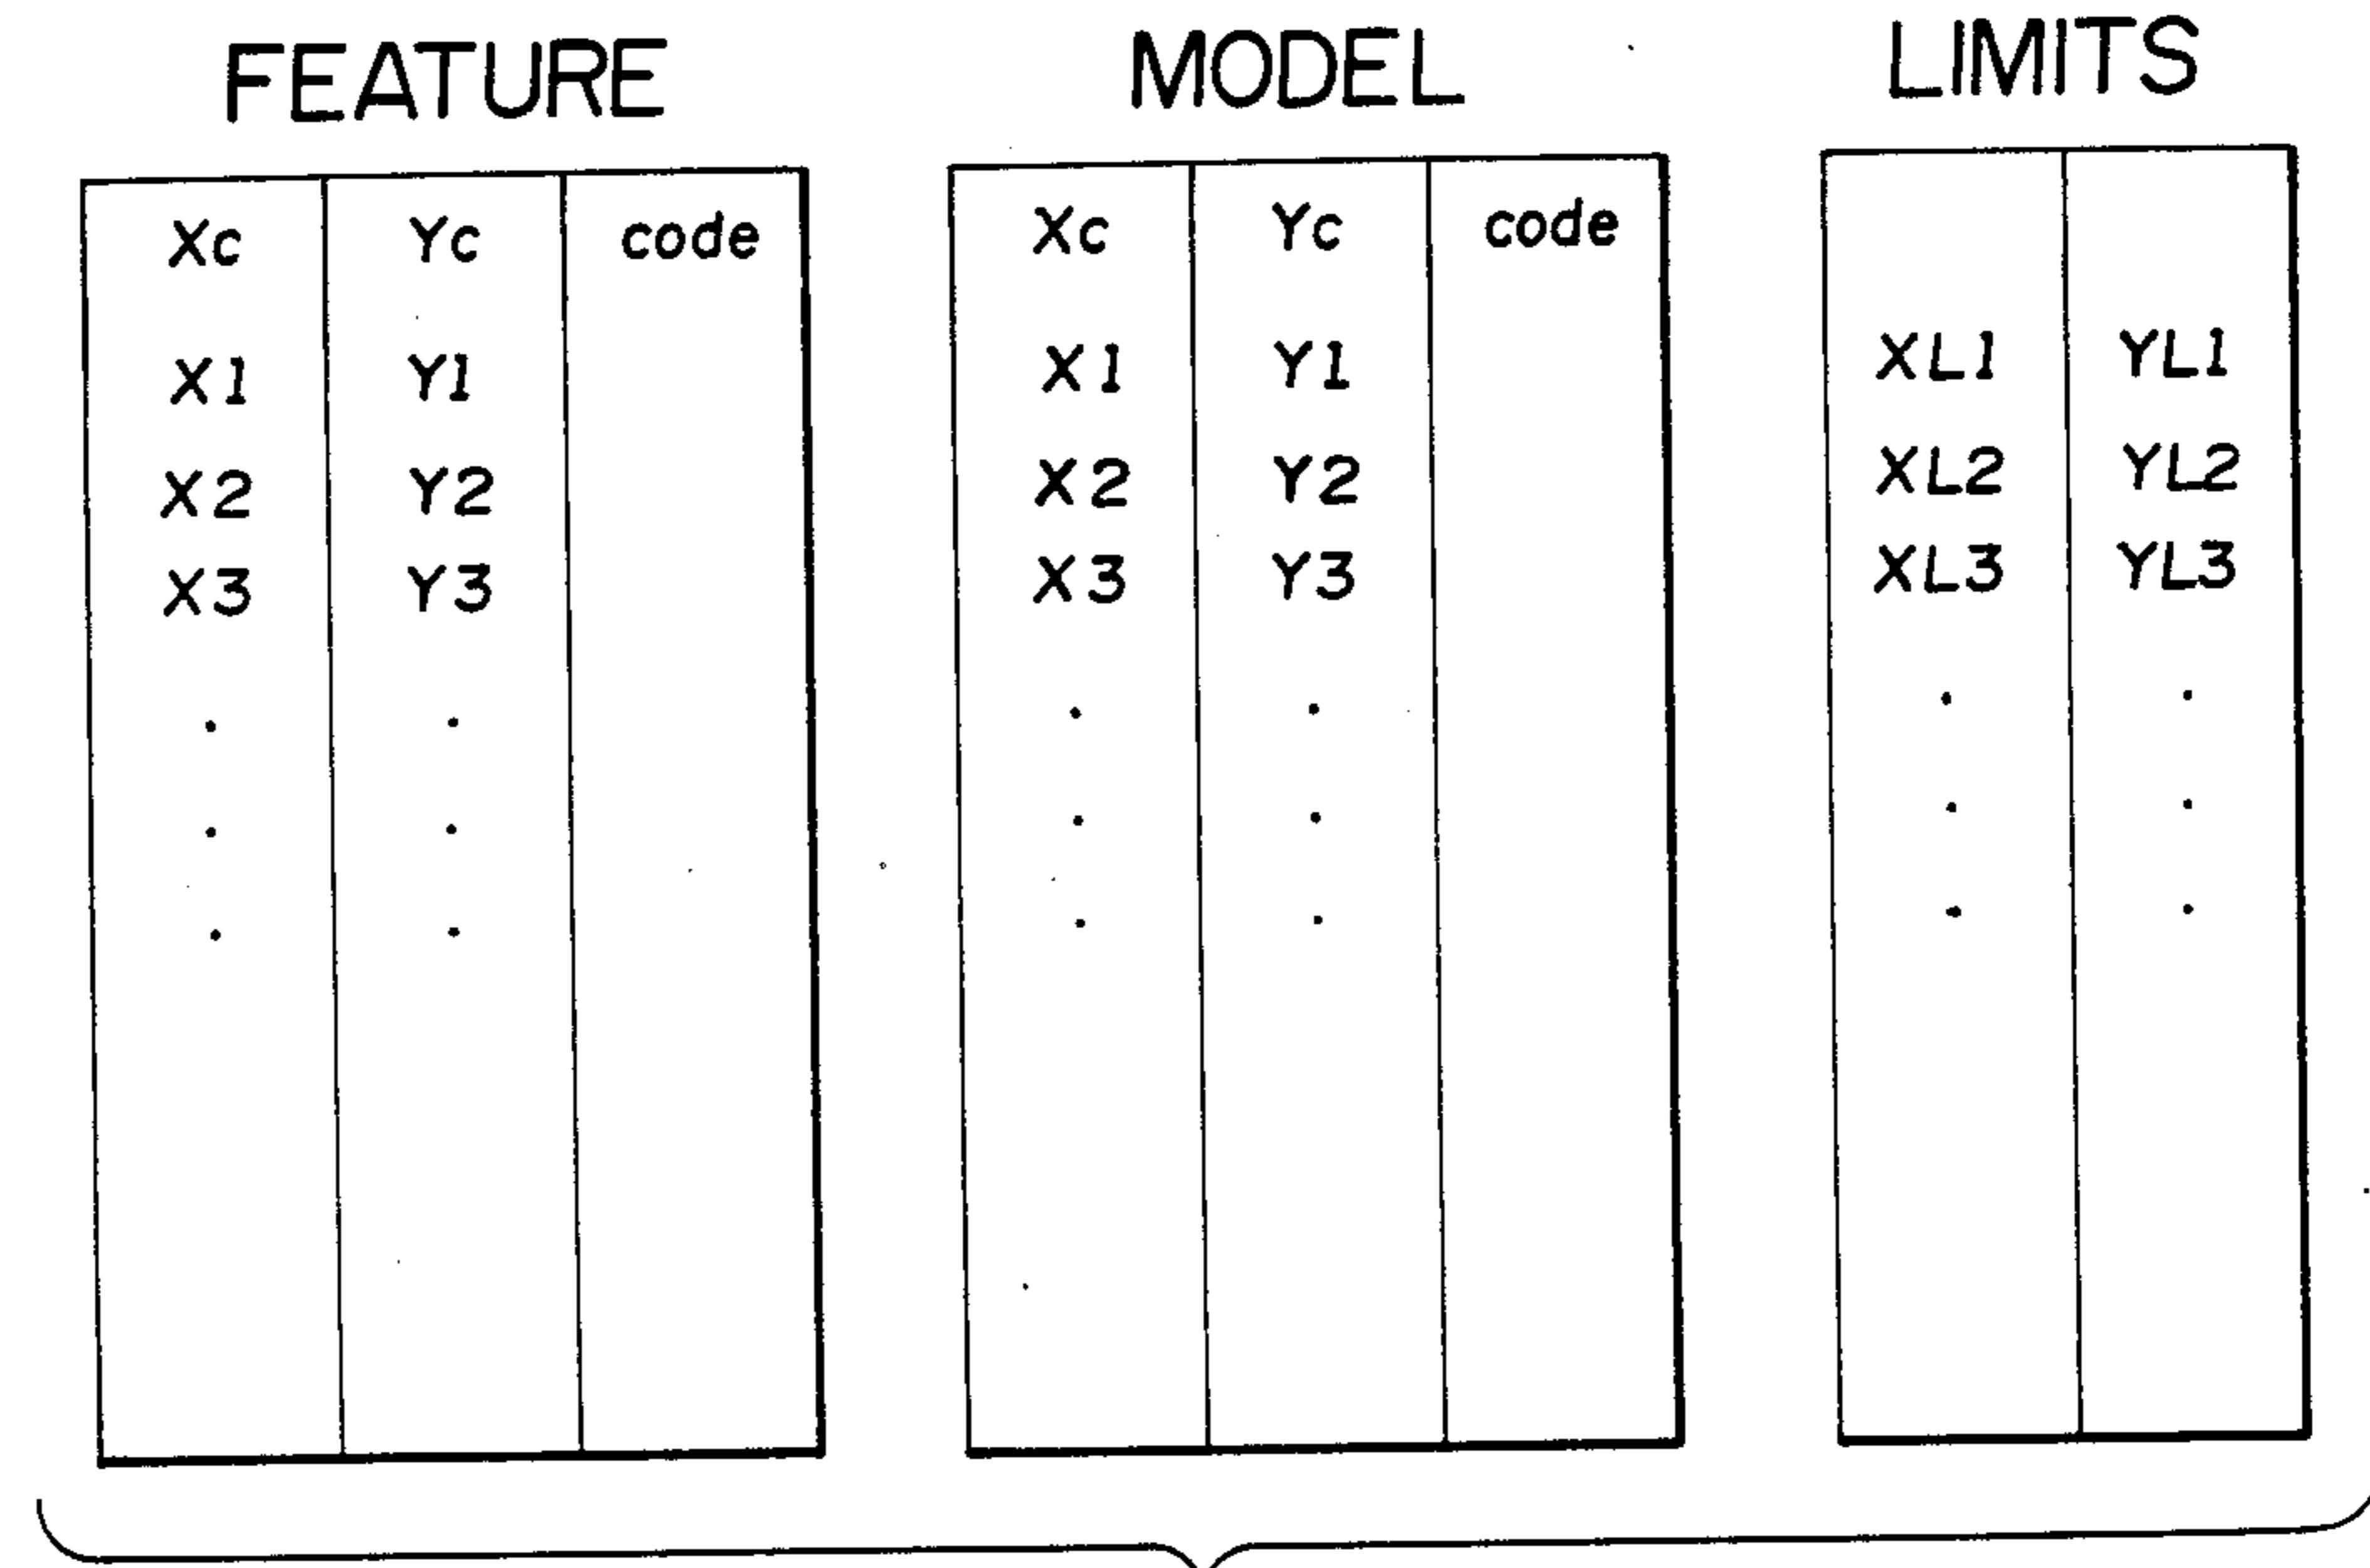 FEATURE MODEL LIMITS
Xc Yc code Xc Yc code
X1 Y1 X1 Y1 XL1 YL1
X2 Y2 X2 Y2 XL2 YL2
X3 Y3 X3 Y3 XL3 YL3
. . . . . .
. . . . . .
. . . . . .